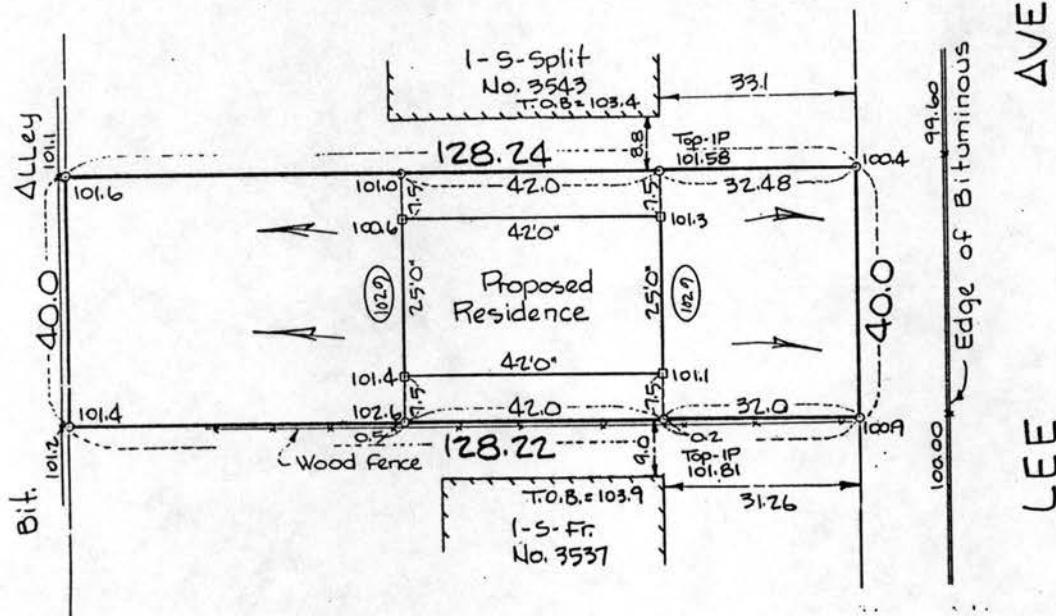 1-S-Split
No. 3543
T.O.B = 103.4
33.1
AVE
Alley
101.1
99.60
Edge of Bituminous
8.8
Top-IP
101.58
128.24
100.4
101.6
101.0
42.0
32.48
7.5
7.5
100.6
42'0"
101.3
40.0
102.9
25'0"
Proposed
Residence
25'0"
102.9
40.0
101.4
42'0"
101.1
7.5
7.5
101.4
102.6
42.0
32.0
100.9
101.2
0.5
Wood Fence
128.22
9.0
0.2
Top-IP
101.81
100.00
LEE
Bit.
T.O.B. = 103.9
31.26
1-S-Fr.
No. 3537